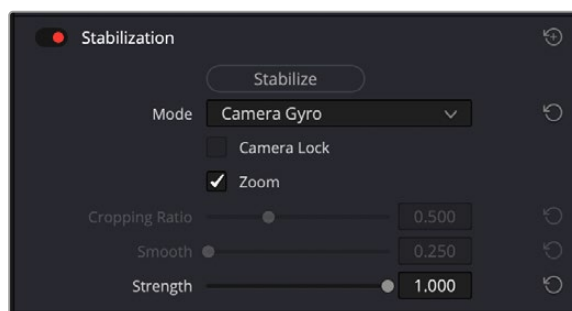 Stabilization
Stabilize
Mode Camera Gyro
Camera Lock
Zoom
Cropping Ratio 0.500
Smooth 0.250
Strength 1.000